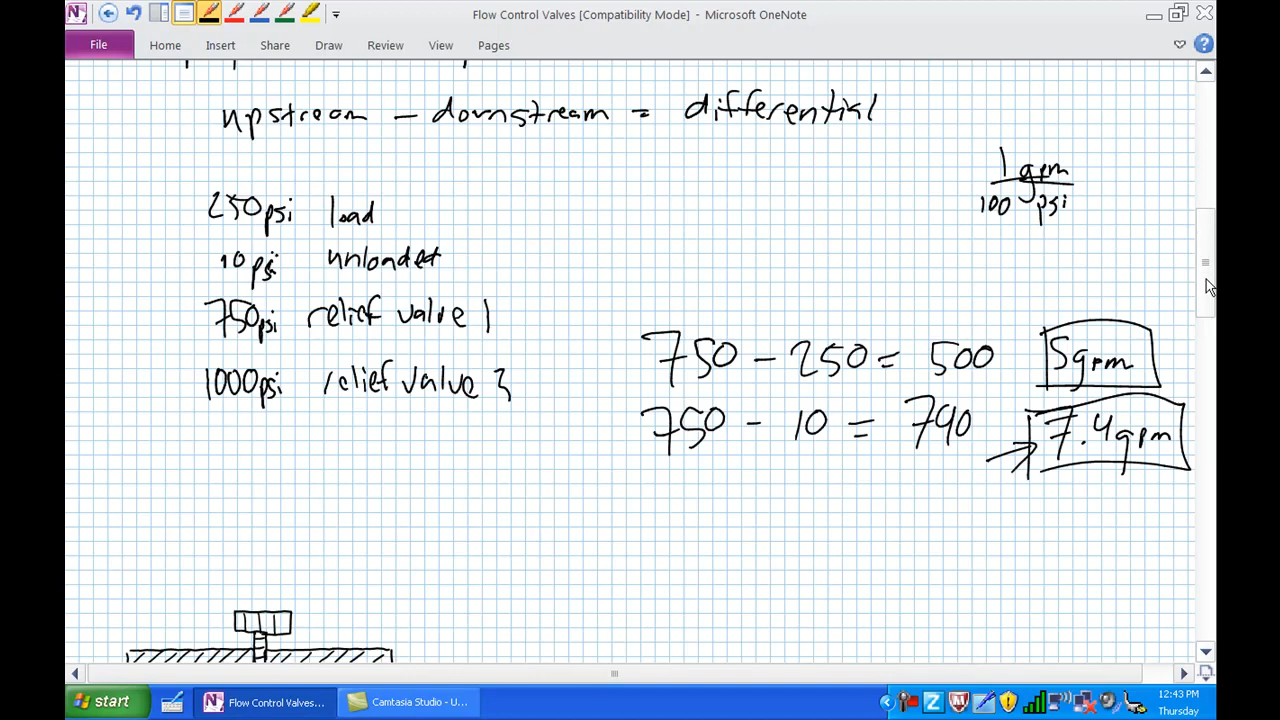 Flow Control Valves [Compatibility Mode] - Microsoft OneNote
File Home Insert Share Draw Review View Pages
upstream - downstream = differential
1 gpm
100 psi
250psi load
10psi unloaded
750psi relief valve 1
1000psi relief valve 2
750 - 250 = 500 5gpm
750 - 10 = 740 7.4gpm
start Flow Control Valves... Camtasia Studio - U... 12:43 PM
Thursday